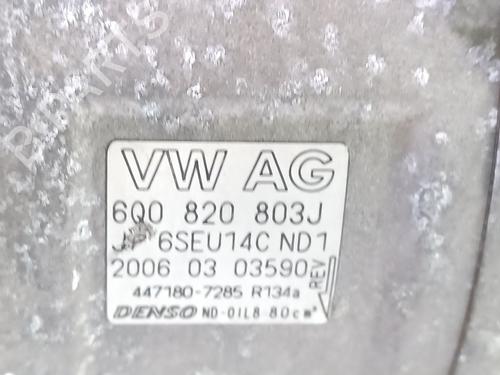 VW AG
6Q0 820 803J
6SEU14C ND1
2006 03 03590
REV
447180-7285 R134a
DENSO ND-OIL8 80cm³